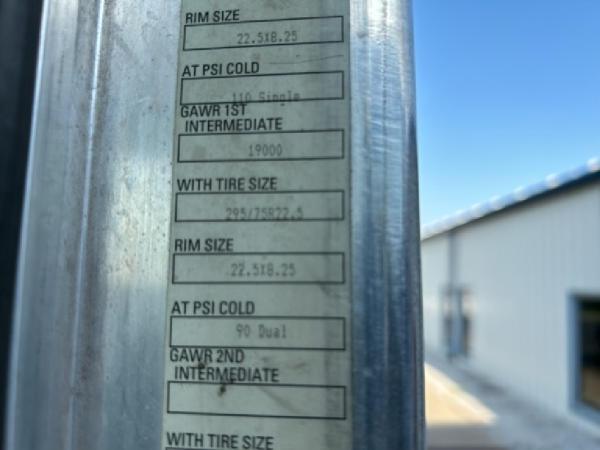 RIM SIZE
22.5X8.25
AT PSI COLD
110 Single
GAWR 1ST
INTERMEDIATE
19000
WITH TIRE SIZE
295/75R22.5
RIM SIZE
22.5X8.25
AT PSI COLD
90 Dual
GAWR 2ND
INTERMEDIATE
WITH TIRE SIZE